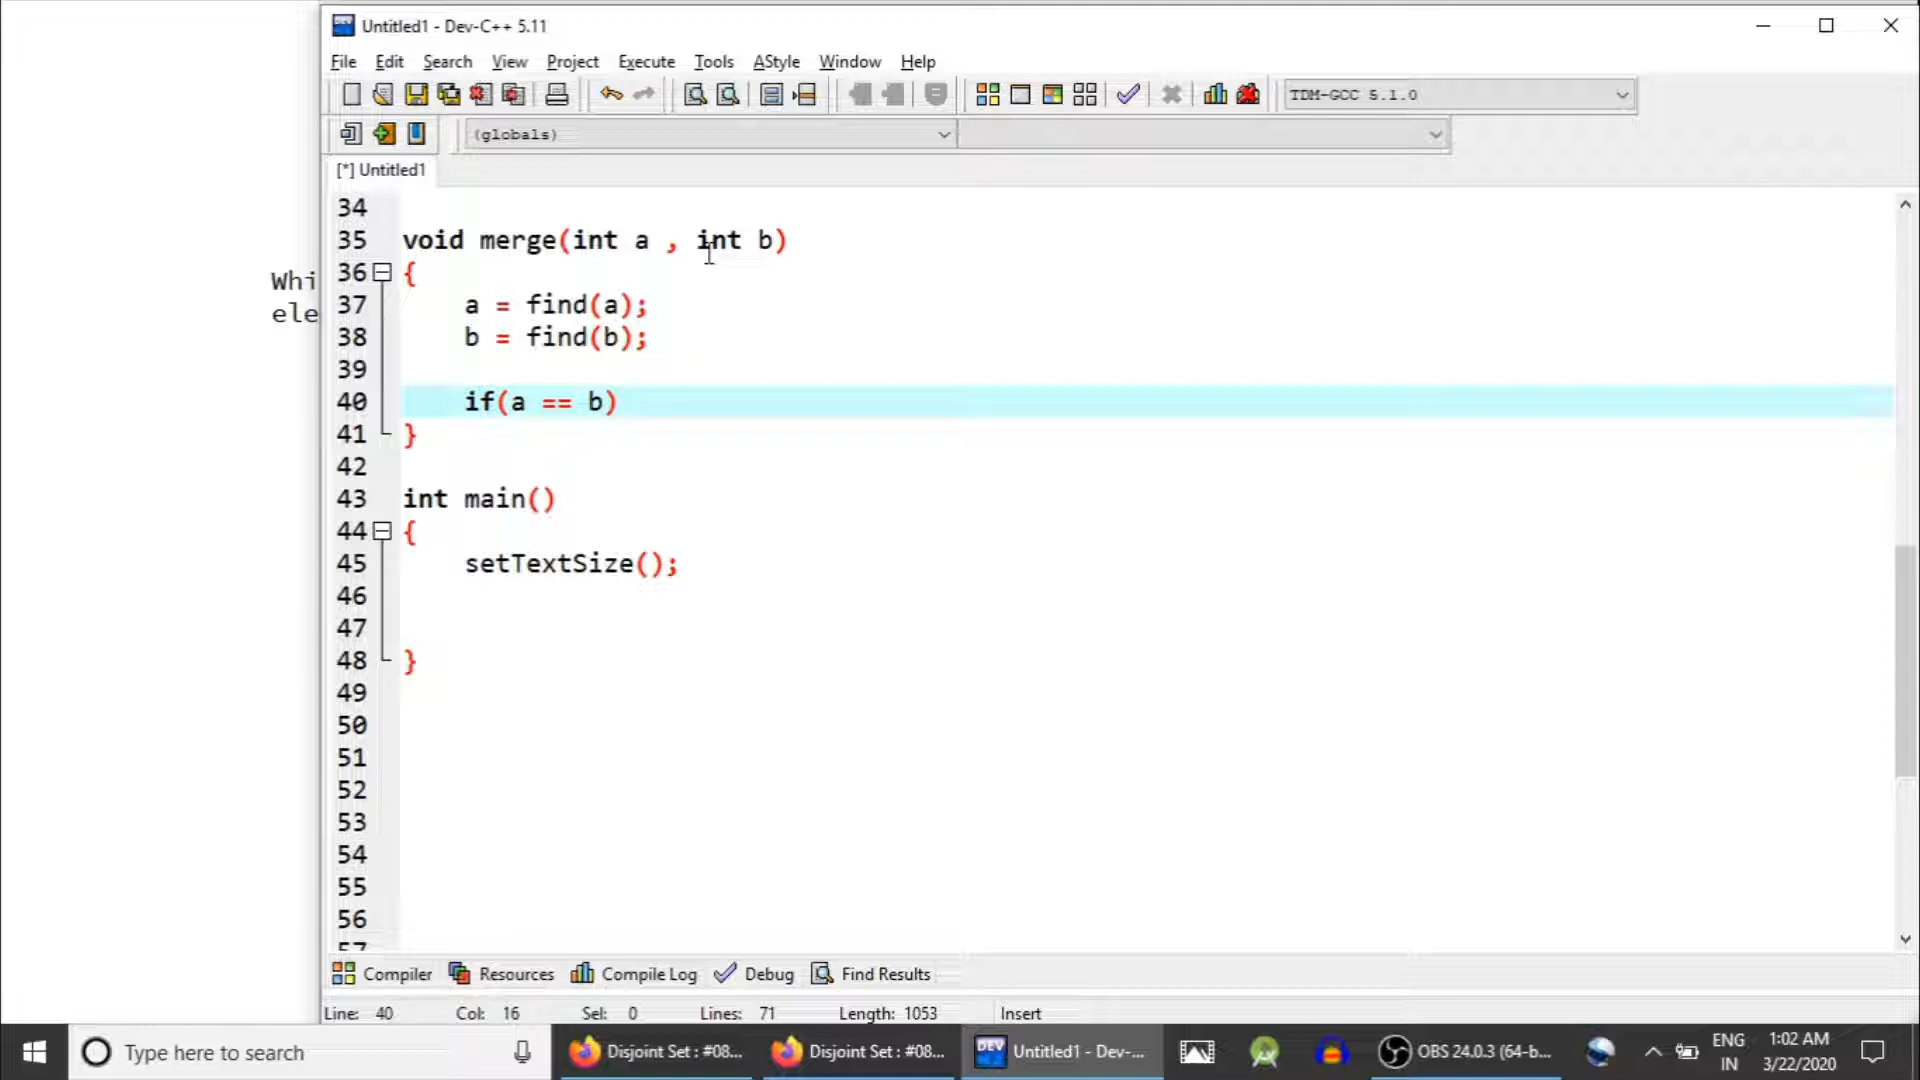 Untitled1 - Dev-C++ 5.11
File Edit Search View Project Execute Tools AStyle Window Help
TDM-GCC 5.1.0
(globals)
[*] Untitled1
34
35 void merge(int a , int b)
36 {
37 a = find(a);
38 b = find(b);
39
40 if(a == b)
41 }
42
43 int main()
44 {
45 setTextSize();
46
47
48 }
49
50
51
52
53
54
55
56
57
Whi
ele
Compiler Resources Compile Log Debug Find Results
Line: 40 Col: 16 Sel: 0 Lines: 71 Length: 1053 Insert
Type here to search
Disjoint Set : #08...
Disjoint Set : #08...
DEV
Untitled1 - Dev-...
OBS 24.0.3 (64-b...
ENG
IN
1:02 AM
3/22/2020